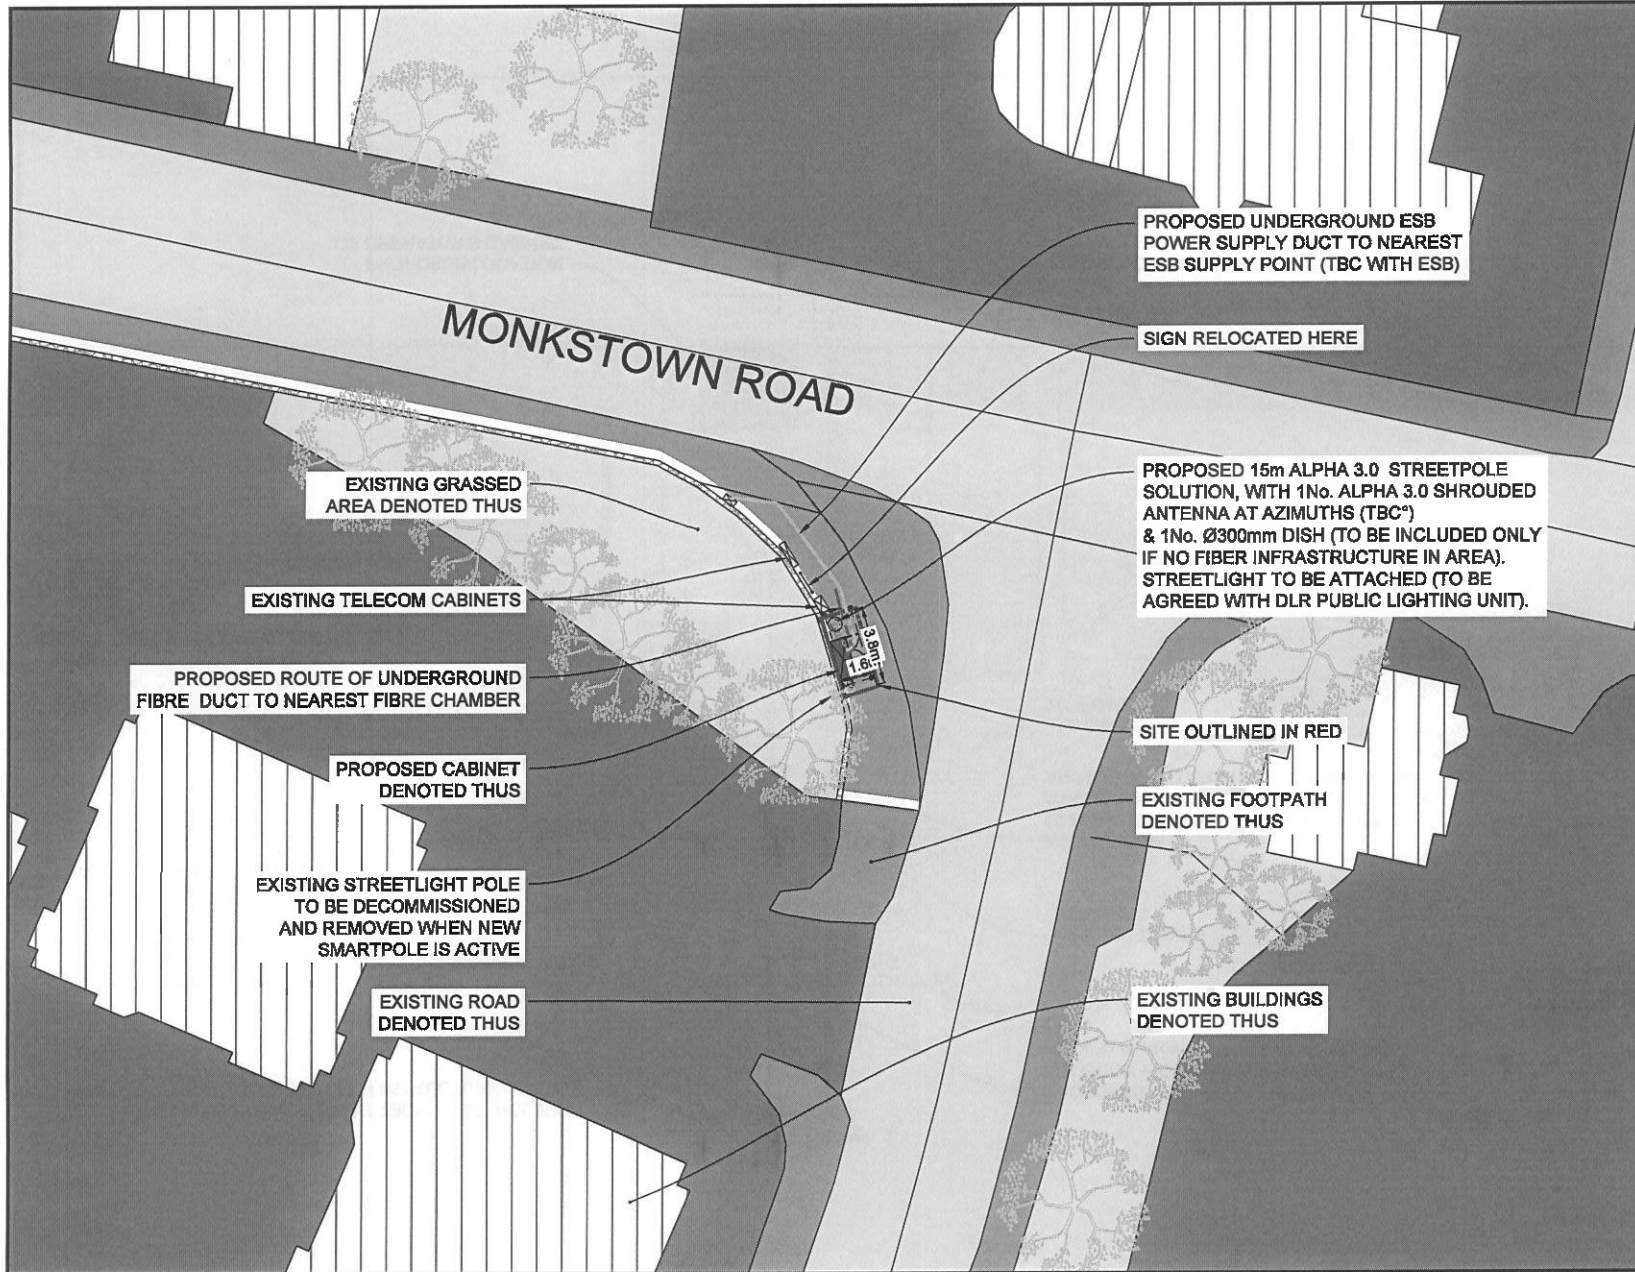 PROPOSED UNDERGROUND ESB
POWER SUPPLY DUCT TO NEAREST
ESB SUPPLY POINT (TBC WITH ESB)
SIGN RELOCATED HERE
MONKSTOWN ROAD
PROPOSED 15m ALPHA 3.0 STREETPOLE
SOLUTION, WITH 1No. ALPHA 3.0 SHROUDED
ANTENNA AT AZIMUTHS (TBC°)
& 1No. Ø300mm DISH (TO BE INCLUDED ONLY
IF NO FIBER INFRASTRUCTURE IN AREA).
STREETLIGHT TO BE ATTACHED (TO BE
AGREED WITH DLR PUBLIC LIGHTING UNIT).
EXISTING GRASSED
AREA DENOTED THUS
EXISTING TELECOM CABINETS
3.8m
PROPOSED ROUTE OF UNDERGROUND
FIBRE DUCT TO NEAREST FIBRE CHAMBER
SITE OUTLINED IN RED
PROPOSED CABINET
DENOTED THUS
EXISTING FOOTPATH
DENOTED THUS
EXISTING STREETLIGHT POLE
TO BE DECOMMISSIONED
AND REMOVED WHEN NEW
SMARTPOLE IS ACTIVE
EXISTING ROAD
DENOTED THUS
EXISTING BUILDINGS
DENOTED THUS